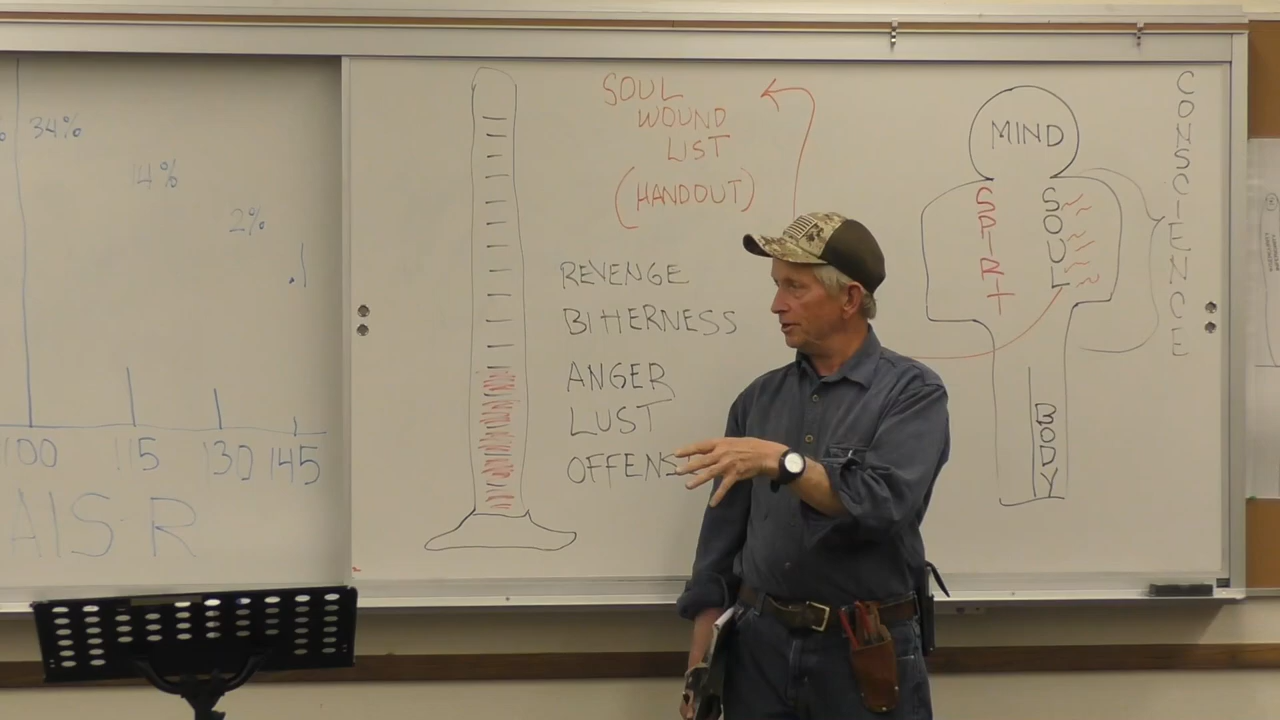 34%
14%
2%
.1
100 115 130 145
AIS-R
SOUL
WOUND
LIST
(HANDOUT)
REVENGE
BITTERNESS
ANGER
LUST
MIND
SPIRIT
SOUL
BODY
CONSCIENCE